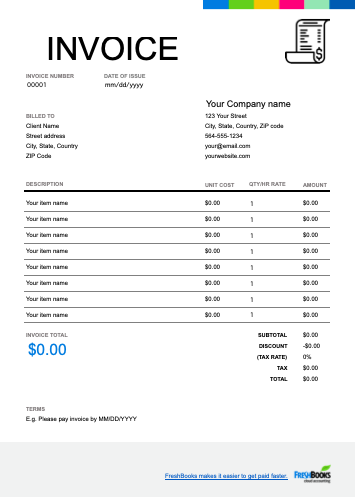 INVOICE
INVOICE NUMBER DATE OF ISSUE
00001 mm/dd/yyyy
Your Company name
BILLED TO 123 Your Street
Client Name City, State, Country, ZIP code
Street address 564-555-1234
City, State, Country your@email.com
ZIP Code yourwebsite.com
DESCRIPTION UNIT COST QTY/HR RATE AMOUNT
Your item name $0.00 1 $0.00
Your item name $0.00 1 $0.00
Your item name $0.00 1 $0.00
Your item name $0.00 1 $0.00
Your item name $0.00 1 $0.00
Your item name $0.00 1 $0.00
Your item name $0.00 1 $0.00
Your item name $0.00 1 $0.00
INVOICE TOTAL SUBTOTAL $0.00
$0.00 DISCOUNT -$0.00
(TAX RATE) 0%
TAX $0.00
TOTAL $0.00
TERMS
E.g. Please pay invoice by MM/DD/YYYY
FreshBooks makes it easier to get paid faster.
FRESHBOOKS
cloud accounting